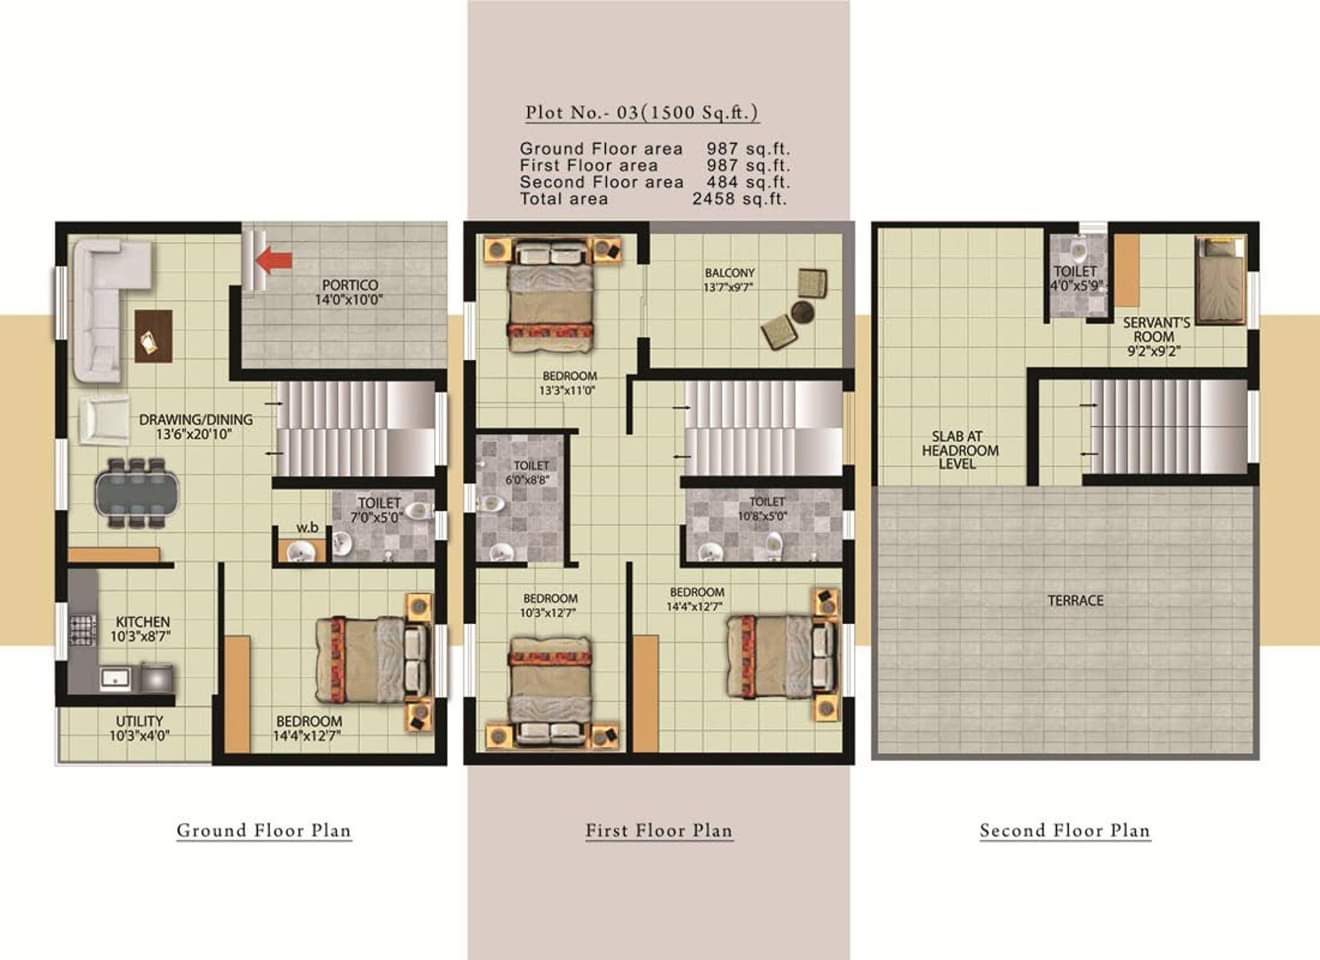 Plot No.- 03(1500 Sq.ft.)
Ground Floor area 987 sq.ft.
First Floor area 987 sq.ft.
Second Floor area 484 sq.ft.
Total area 2458 sq.ft.
PORTICO
14'0"x10'0"
DRAWING/DINING
13'6"x20'10"
TOILET
7'0"x5'0"
w.b
KITCHEN
10'3"x8'7"
UTILITY
10'3"x4'0"
BEDROOM
14'4"x12'7"
Ground Floor Plan
BALCONY
13'7"x9'7"
BEDROOM
13'3"x11'0"
TOILET
6'0"x8'8"
TOILET
10'8"x5'0"
BEDROOM
10'3"x12'7"
BEDROOM
14'4"x12'7"
First Floor Plan
TOILET
4'0"x5'9"
SERVANT'S
ROOM
9'2"x9'2"
SLAB AT
HEADROOM
LEVEL
TERRACE
Second Floor Plan